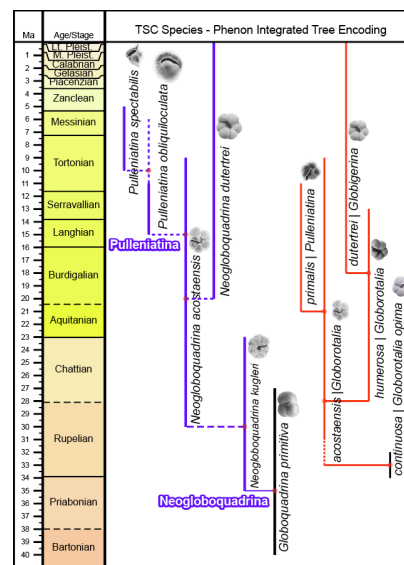 TSC Species - Phenon Integrated Tree Encoding
Ma
Age/Stage
1
2
3
4
5
6
7
8
9
10
11
12
13
14
15
16
17
18
19
20
21
22
23
24
25
26
27
28
29
30
31
32
33
34
35
36
37
38
39
40
Lt. Pleist.
M. Pleist.
Calabrian
Gelasian
Piacenzian
Zanclean
Messinian
Tortonian
Serravallian
Langhian
Burdigalian
Aquitanian
Chattian
Rupelian
Priabonian
Bartonian
Pulleniatina spectabilis
Pulleniatina obliquiloculata
Neogloboquadrina acostaensis
Neogloboquadrina dutertrei
Neogloboquadrina kugleri
Globoquadrina primitiva
primalis | Pulleniatina
acostaensis | Globorotalia
dutertrei | Globigerina
humerosa | Globorotalia
continuosa | Globorotalia opima
Pulleniatina
Neogloboquadrina